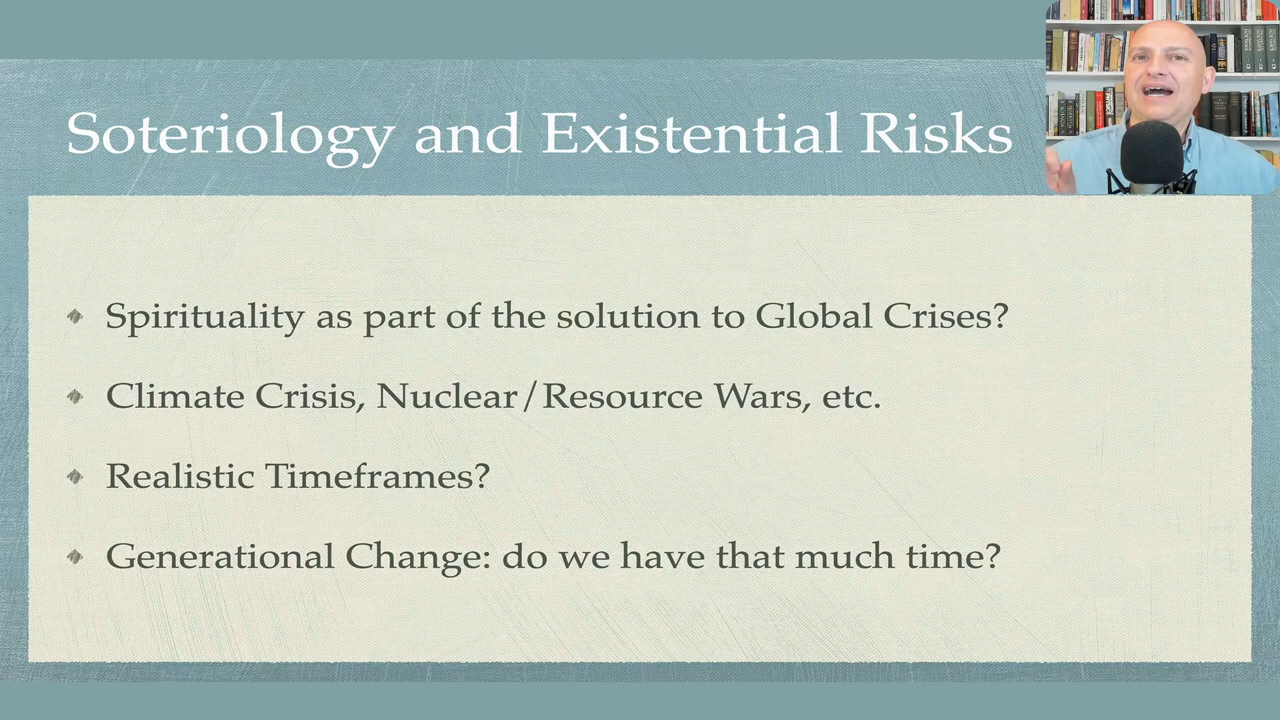 Soteriology and Existential Risks
Spirituality as part of the solution to Global Crises?
Climate Crisis, Nuclear/Resource Wars, etc.
Realistic Timeframes?
Generational Change: do we have that much time?